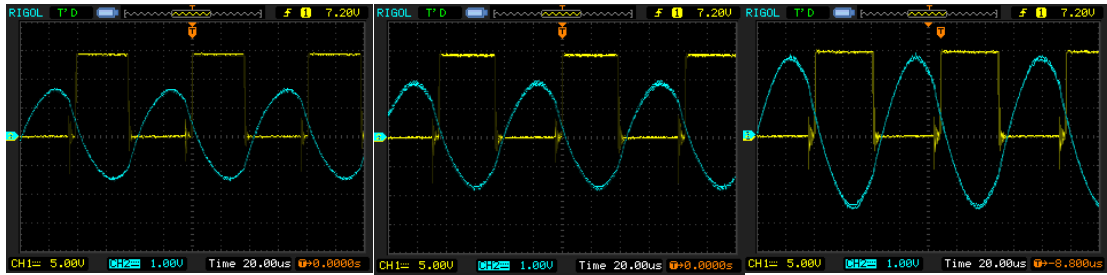 RIGOL T'D T f 1 7.20V
T
CH1= 5.00V CH2= 1.00V Time 20.00us T→0.0000s
RIGOL T'D T f 1 7.20V
T
CH1= 5.00V CH2= 1.00V Time 20.00us T→0.0000s
RIGOL T'D T f 1 7.20V
T
CH1= 5.00V CH2= 1.00V Time 20.00us T→-8.800us